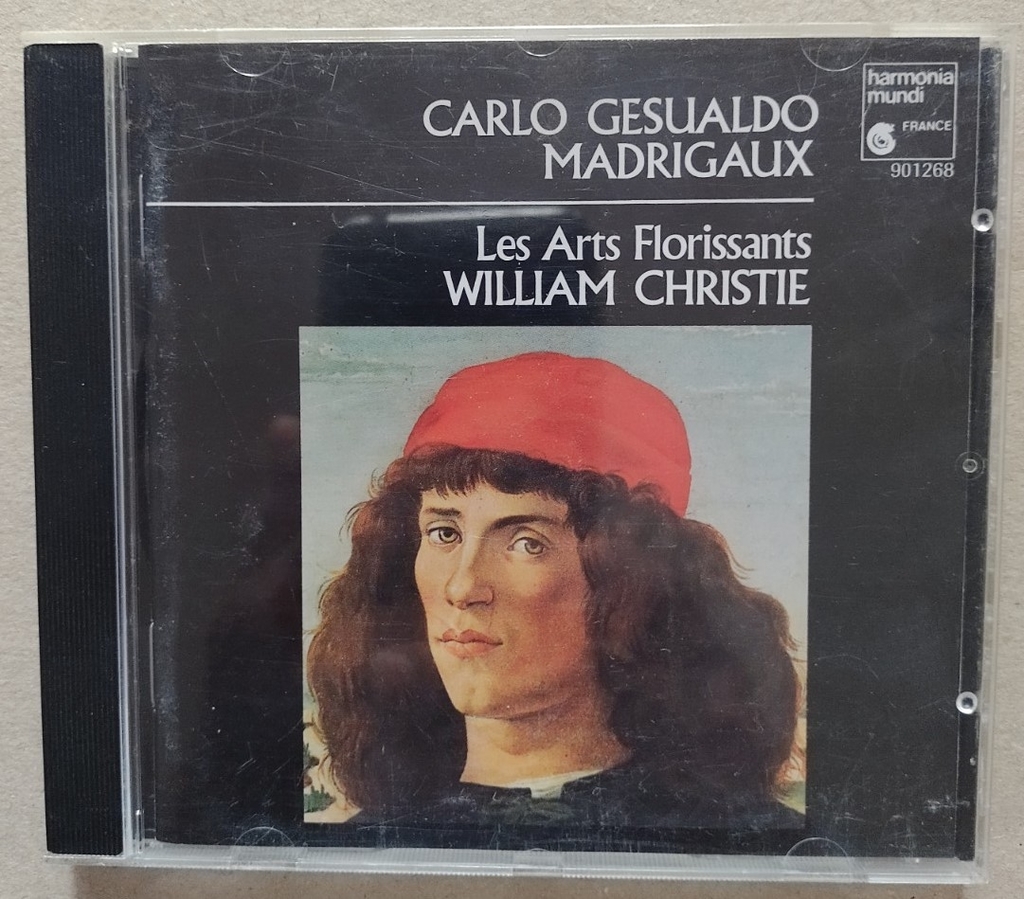 CARLO GESUALDO
MADRIGAUX
harmonia
mundi
FRANCE
901268
Les Arts Florissants
WILLIAM CHRISTIE